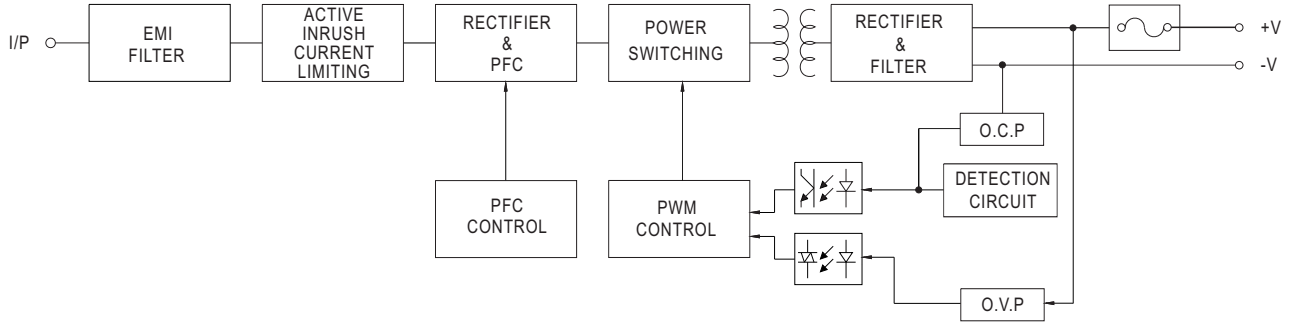 I/P
EMI
FILTER
ACTIVE
INRUSH
CURRENT
LIMITING
RECTIFIER
&
PFC
POWER
SWITCHING
RECTIFIER
&
FILTER
+V
-V
O.C.P
DETECTION
CIRCUIT
PFC
CONTROL
PWM
CONTROL
O.V.P